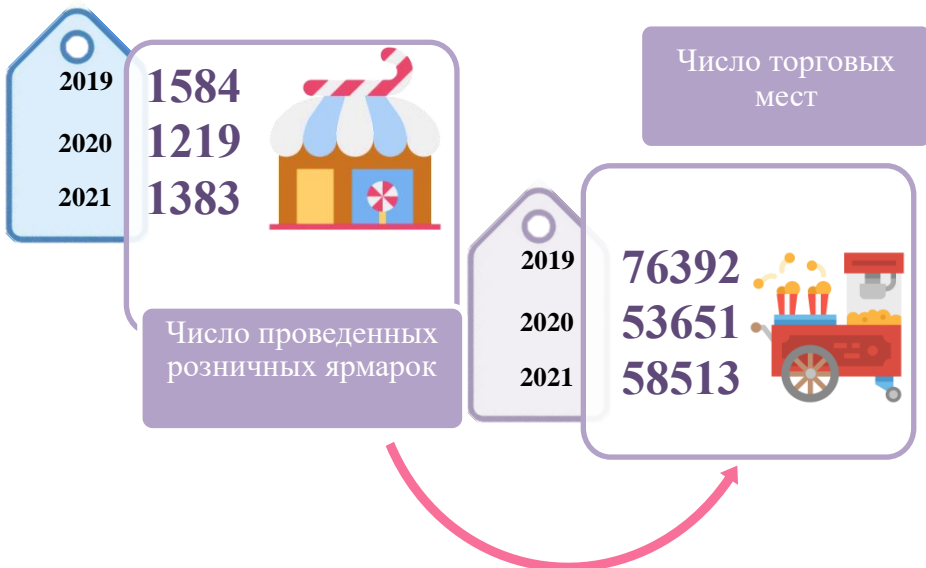 2019 1584
2020 1219
2021 1383
Число проведенных
розничных ярмарок
Число торговых
мест
2019 76392
2020 53651
2021 58513